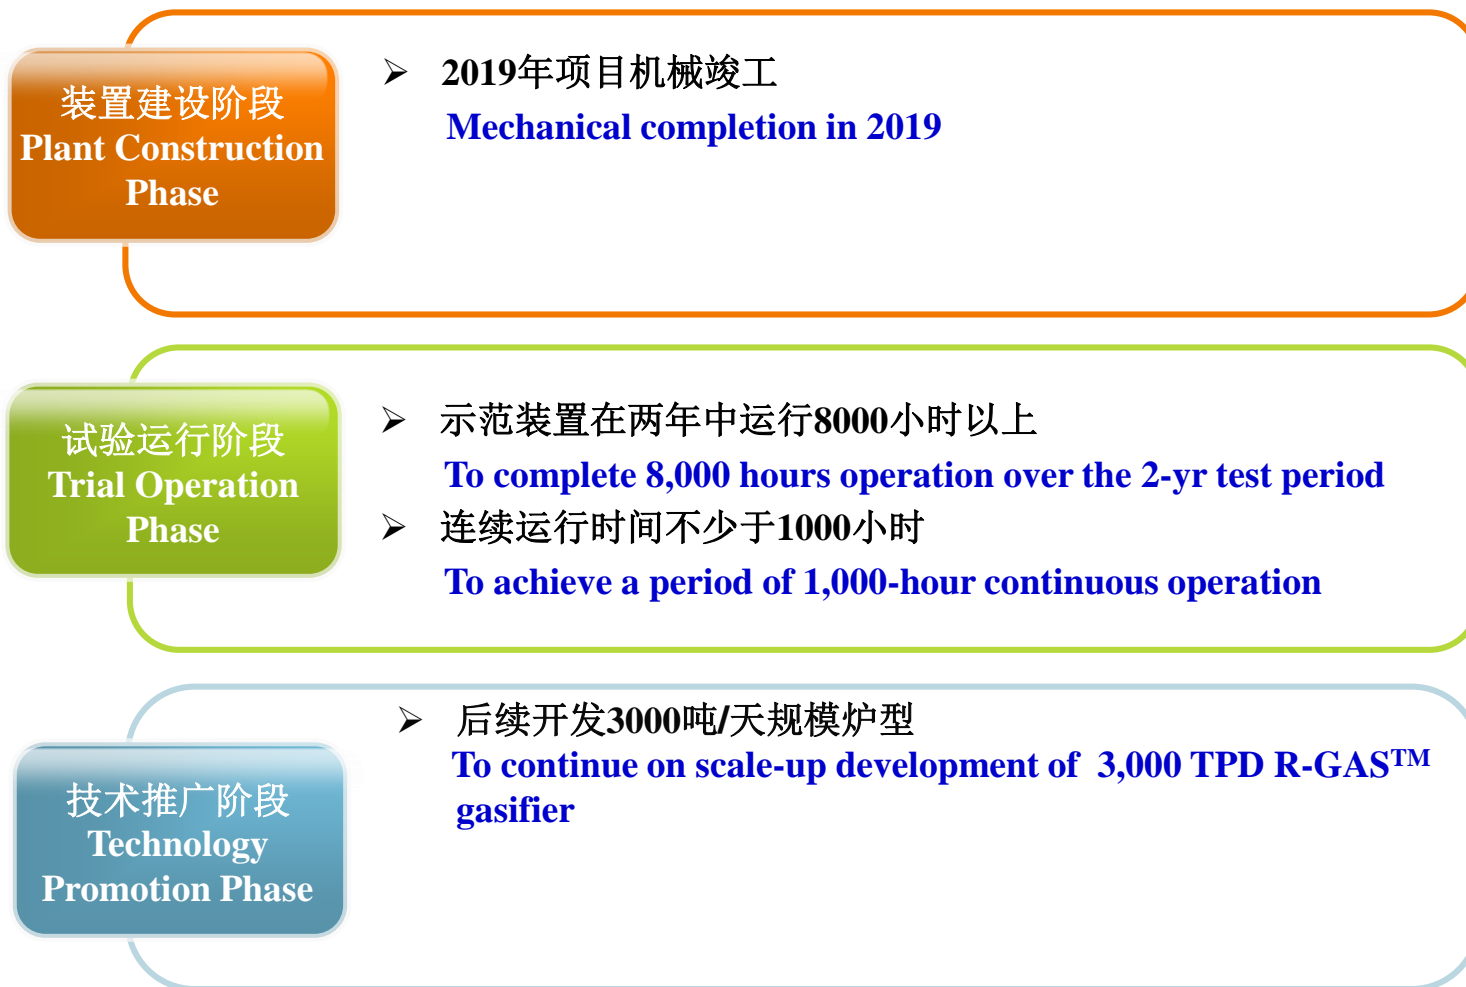 装置建设阶段
Plant Construction
Phase
2019年项目机械竣工
Mechanical completion in 2019
试验运行阶段
Trial Operation
Phase
示范装置在两年中运行8000小时以上
To complete 8,000 hours operation over the 2-yr test period
连续运行时间不少于1000小时
To achieve a period of 1,000-hour continuous operation
技术推广阶段
Technology
Promotion Phase
后续开发3000吨/天规模炉型
To continue on scale-up development of 3,000 TPD R-GAS™
gasifier